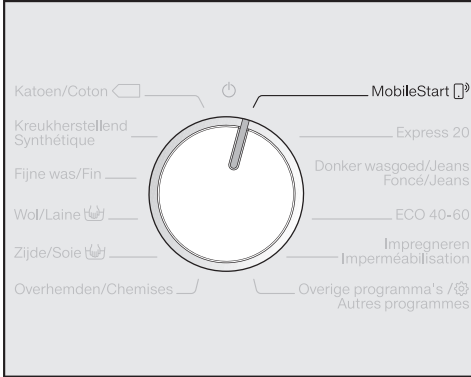 Katoen/Coton
Kreukherstellend
Synthétique
Fijne was/Fin
Wol/Laine
Zijde/Soie
Overhemden/Chemises
MobileStart
Express 20
Donker wasgoed/Jeans
Foncé/Jeans
ECO 40-60
Impregneren
Imperméabilisation
Overige programma's /
Autres programmes